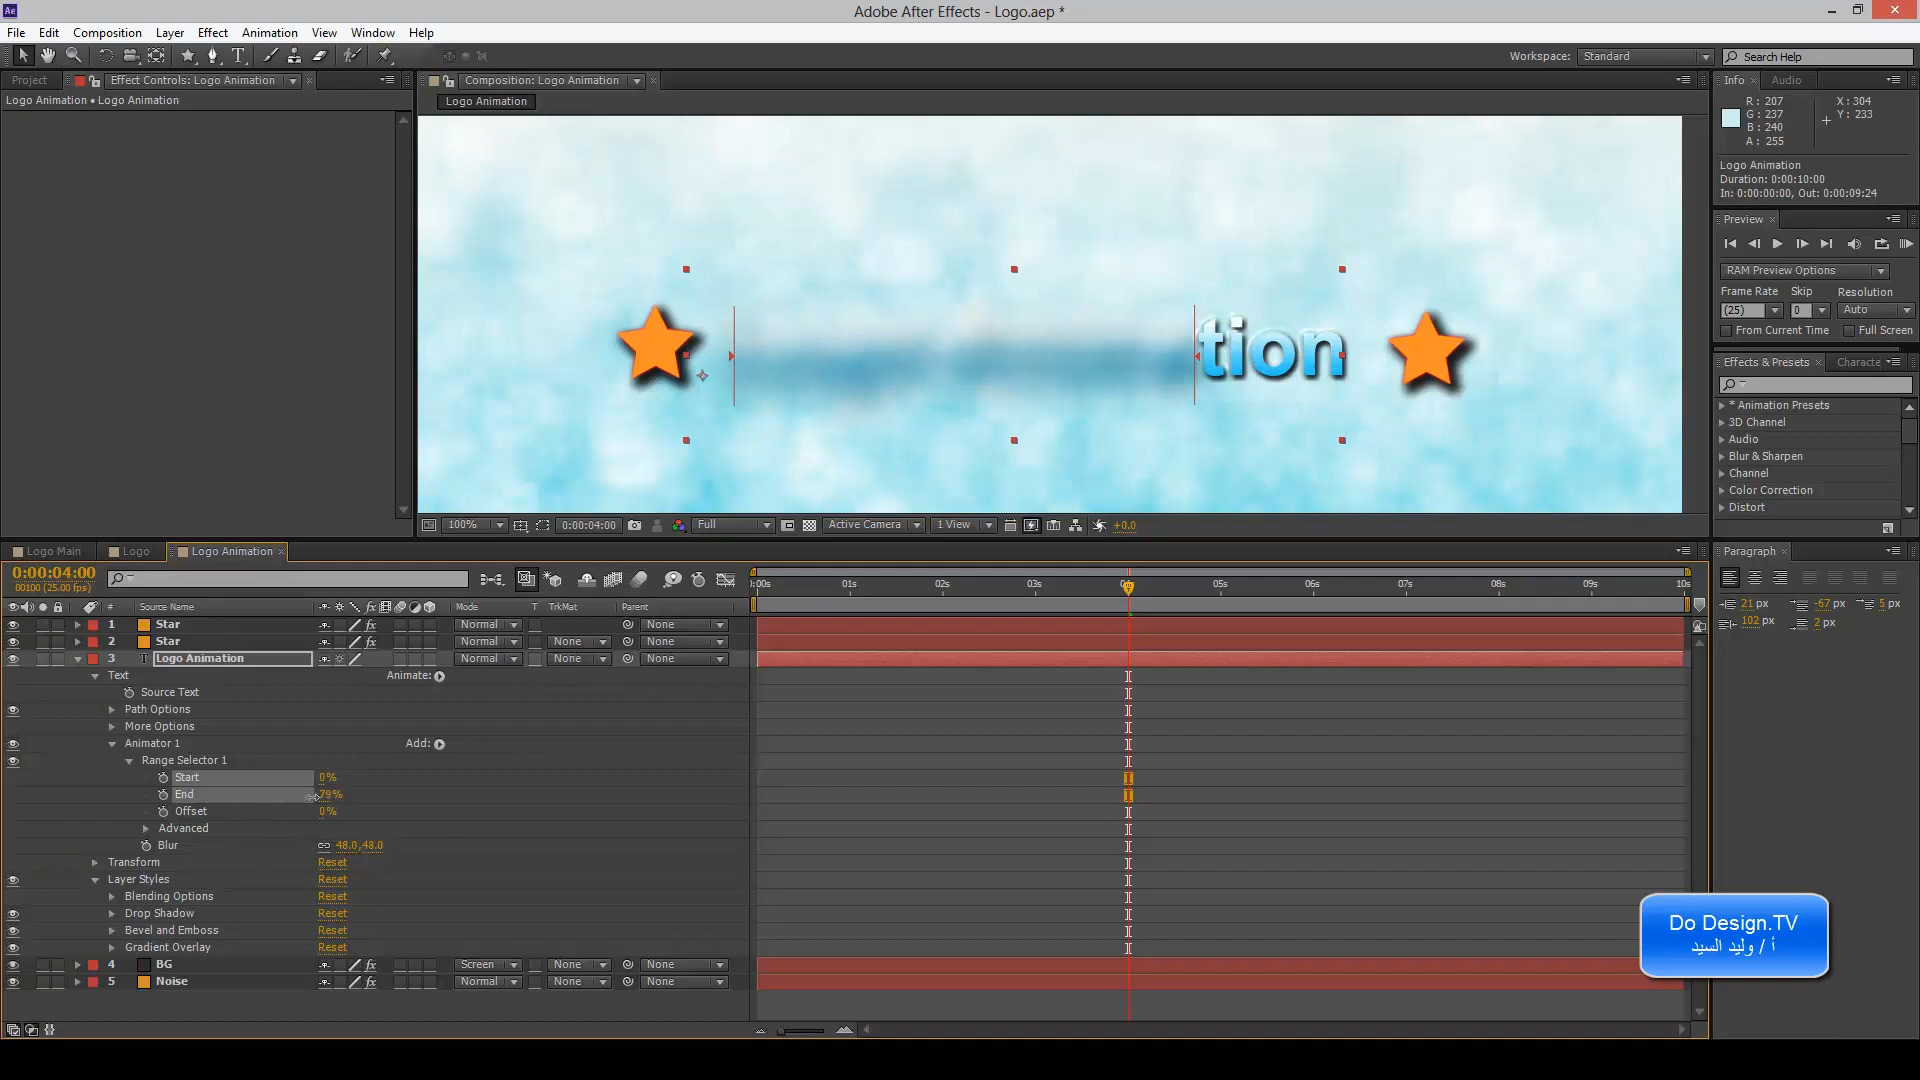 Ae
Adobe After Effects - Logo.aep *
File Edit Composition Layer Effect Animation View Window Help
Workspace: Standard Search Help
Project Effect Controls: Logo Animation Composition: Logo Animation Info Audio
Logo Animation • Logo Animation Logo Animation
R : 207
G : 237
B : 240
A : 255
X : 304
Y : 233
Logo Animation
Duration: 0:00:10:00
In: 0:00:00:00, Out: 0:00:09:24
Preview
RAM Preview Options
Frame Rate Skip Resolution
(25) 0 Auto
From Current Time Full Screen
tion
Effects & Presets Characte
* Animation Presets
3D Channel
Audio
Blur & Sharpen
Channel
Color Correction
Distort
100% 0:00:04:00 Full Active Camera 1 View +0.0
Logo Main Logo Logo Animation
0:00:04:00
00100 (25.00 fps)
:00s 01s 02s 03s 05s 06s 07s 08s 09s 10s
# Source Name fx Mode T TrkMat Parent
1 Star fx Normal None
2 Star fx Normal None None
3 T Logo Animation Normal None None
Text Animate:
Source Text
Path Options
More Options
Animator 1 Add:
Range Selector 1
Start 0%
End 79%
Offset 0%
Advanced
Blur 48.0,48.0
Transform Reset
Layer Styles Reset
Blending Options Reset
Drop Shadow Reset
Bevel and Emboss Reset
Gradient Overlay Reset
4 BG fx Screen None None
5 Noise fx Normal None None
Paragraph
21 px -67 px 5 px
102 px 2 px
Do Design.TV
أ / وليد السيد